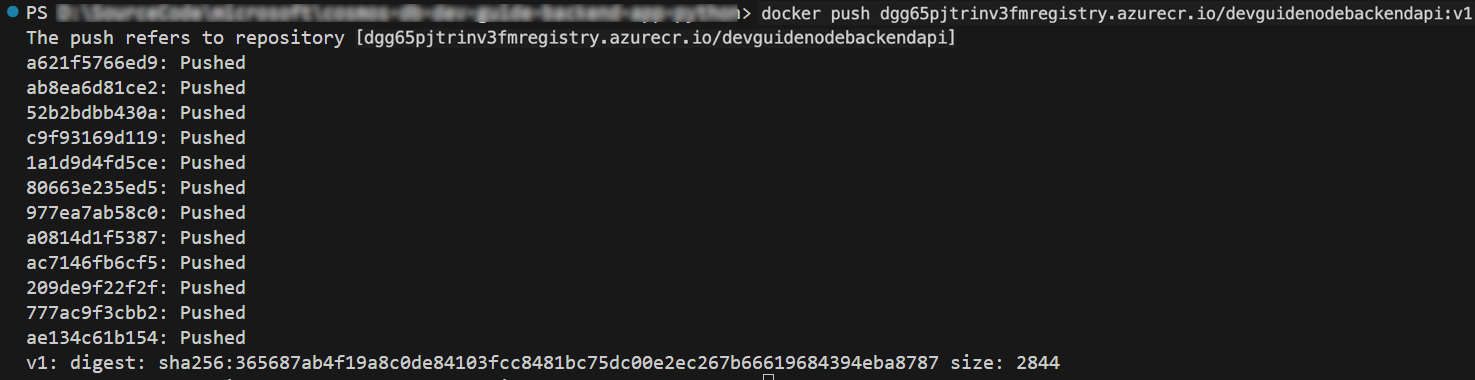 PS > docker push dgg65pjtrinv3fmregistry.azurecr.io/devguidenodebackendapi:v1
The push refers to repository [dgg65pjtrinv3fmregistry.azurecr.io/devguidenodebackendapi]
a621f5766ed9: Pushed
ab8ea6d81ce2: Pushed
52b2bdbb430a: Pushed
c9f93169d119: Pushed
1a1d9d4fd5ce: Pushed
80663e235ed5: Pushed
977ea7ab58c0: Pushed
a0814d1f5387: Pushed
ac7146fb6cf5: Pushed
209de9f22f2f: Pushed
777ac9f3cbb2: Pushed
ae134c61b154: Pushed
v1: digest: sha256:365687ab4f19a8c0de84103fcc8481bc75dc00e2ec267b66619684394eba8787 size: 2844